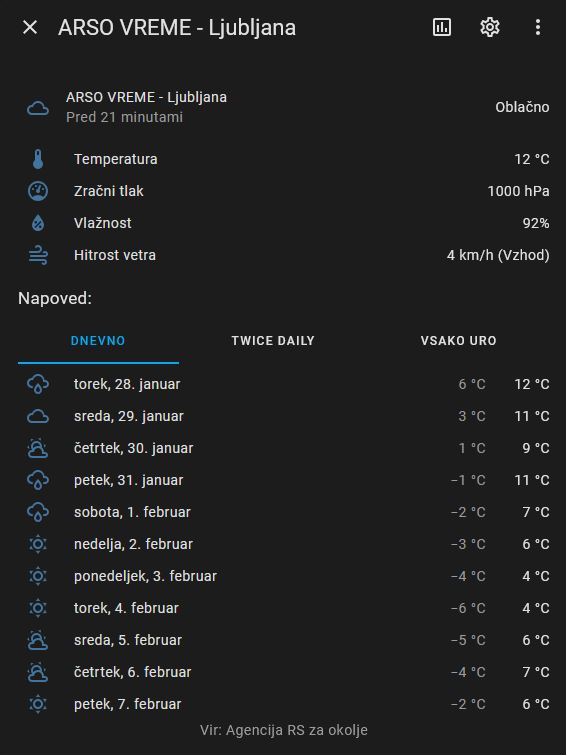 ARSO VREME - Ljubljana
ARSO VREME - Ljubljana
Pred 21 minutami
Oblačno
Temperatura 12 °C
Zračni tlak 1000 hPa
Vlažnost 92%
Hitrost vetra 4 km/h (Vzhod)
Napoved:
DNEVNO TWICE DAILY VSAKO URO
torek, 28. januar 6 °C 12 °C
sreda, 29. januar 3 °C 11 °C
četrtek, 30. januar 1 °C 9 °C
petek, 31. januar −1 °C 11 °C
sobota, 1. februar −2 °C 7 °C
nedelja, 2. februar −3 °C 6 °C
ponedeljek, 3. februar −4 °C 4 °C
torek, 4. februar −6 °C 4 °C
sreda, 5. februar −5 °C 6 °C
četrtek, 6. februar −4 °C 7 °C
petek, 7. februar −2 °C 6 °C
Vir: Agencija RS za okolje